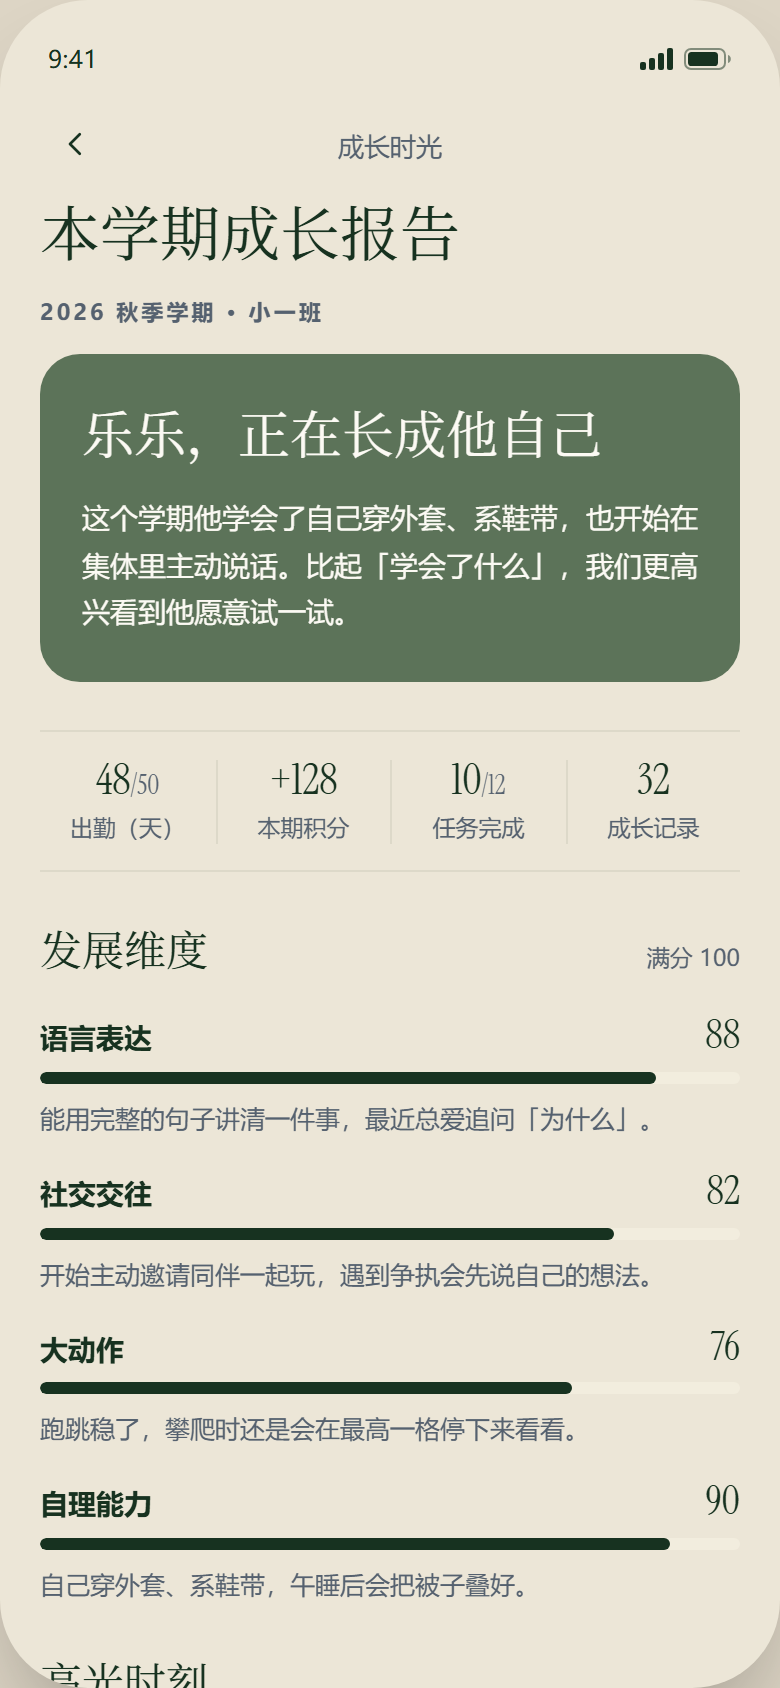 9:41
成长时光
本学期成长报告
2026 秋季学期 • 小一班
乐乐，正在长成他自己
这个学期他学会了自己穿外套、系鞋带，也开始在
集体里主动说话。比起「学会了什么」，我们更高
兴看到他愿意试一试。
48/50
出勤（天）
+128
本期积分
10/12
任务完成
32
成长记录
发展维度
满分 100
语言表达
88
能用完整的句子讲清一件事，最近总爱追问「为什么」。
社交交往
82
开始主动邀请同伴一起玩，遇到争执会先说自己的想法。
大动作
76
跑跳稳了，攀爬时还是会在最高一格停下来看看。
自理能力
90
自己穿外套、系鞋带，午睡后会把被子叠好。
高光时刻